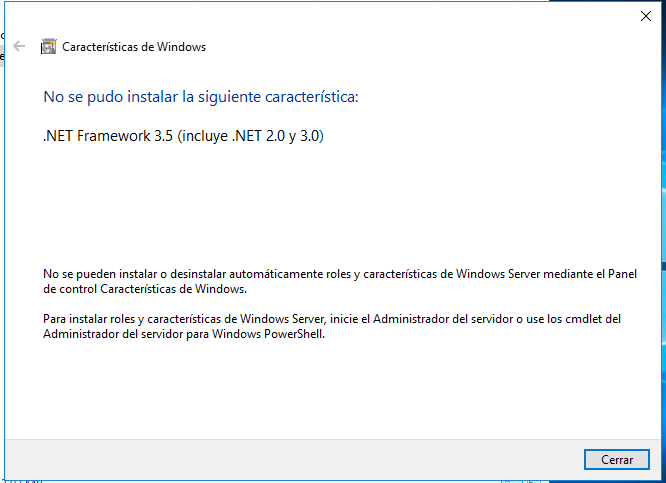 Características de Windows
No se pudo instalar la siguiente característica:
.NET Framework 3.5 (incluye .NET 2.0 y 3.0)
No se pueden instalar o desinstalar automáticamente roles y características de Windows Server mediante el Panel
de control Características de Windows.
Para instalar roles y características de Windows Server, inicie el Administrador del servidor o use los cmdlet del
Administrador del servidor para Windows PowerShell.
Cerrar